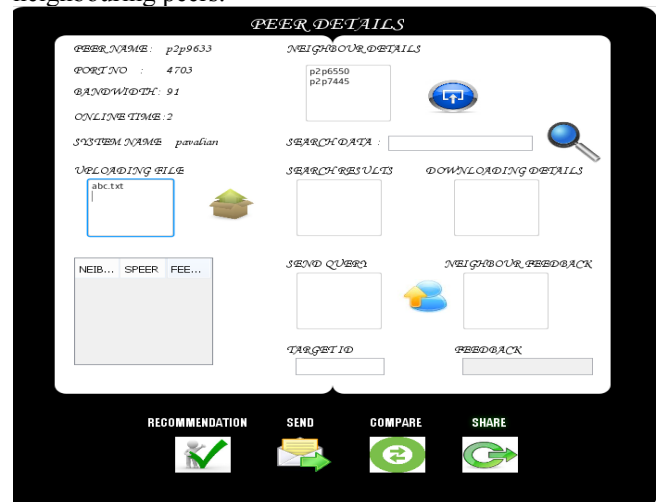 neighbouring peers.
PEER DETAILS
PEER NAME : p2p9633
PORT NO : 4703
BANDWIDTH : 91
ONLINE TIME : 2
SYSTEM NAME pavalian
NEIGHBOUR DETAILS
p2p6550
p2p7445
SEARCH DATA :
UPLOADING FILE
abc.txt
SEARCH RESULTS
DOWNLOADING DETAILS
NEIB... SPEER FEE...
SEND QUERY
NEIGHBOUR FEEDBACK
TARGET ID
FEEDBACK
RECOMMENDATION SEND COMPARE SHARE